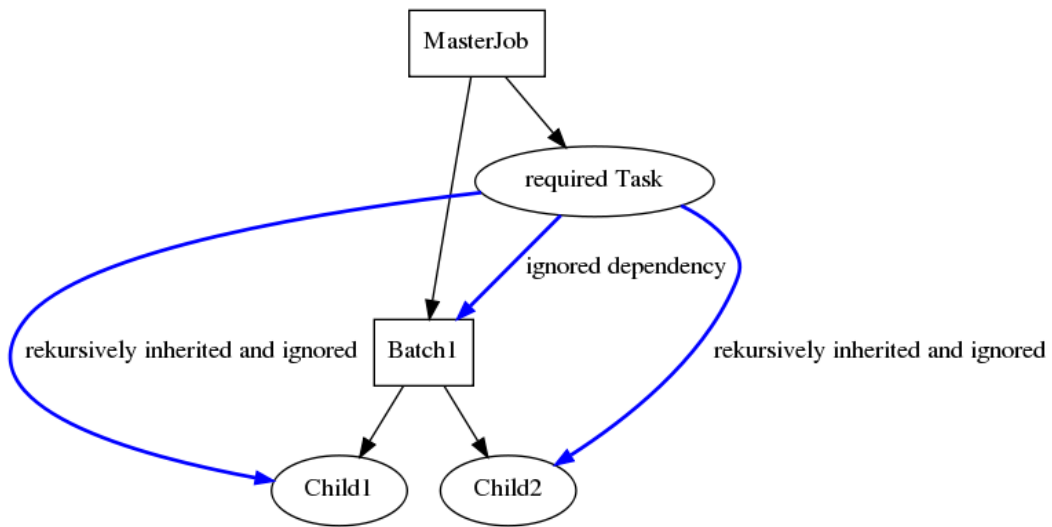 MasterJob
required Task
ignored dependency
rekursively inherited and ignored
Batch1
rekursively inherited and ignored
Child1
Child2